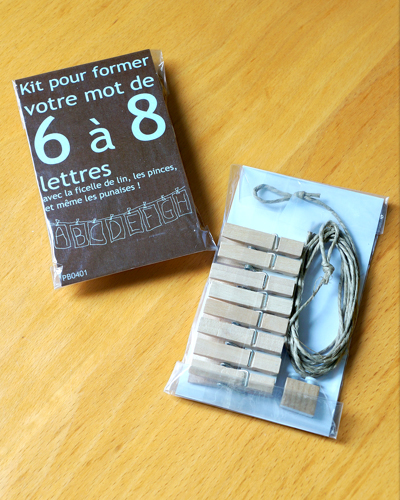 Kit pour former
votre mot de
6 à 8
lettres
avec la ficelle de lin, les pinces,
et même les punaises !
ABCDEFGH
PB0401